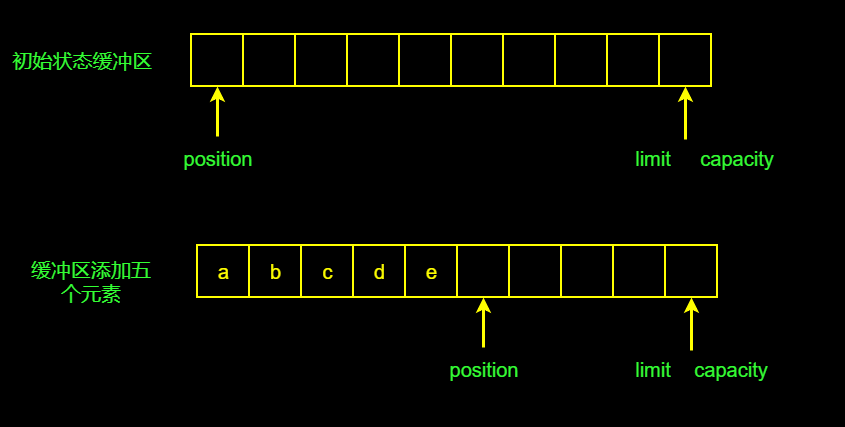 初始状态缓冲区
position
limit capacity
缓冲区添加五
个元素
a b c d e
position
limit capacity